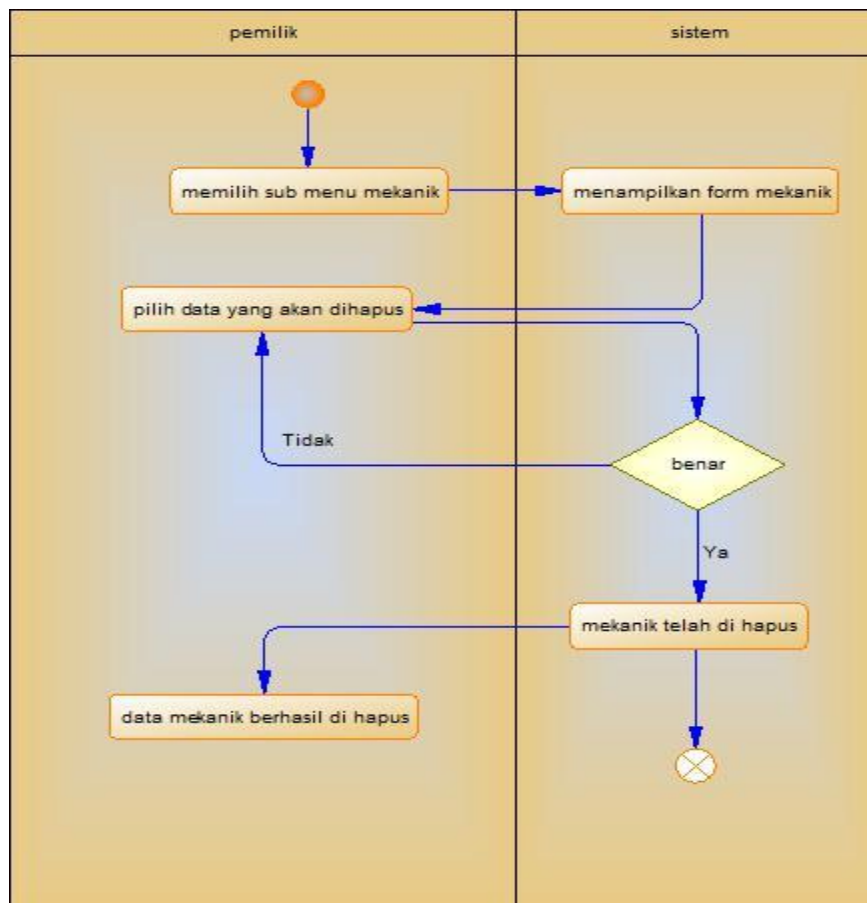 pemilik
sistem
memilih sub menu mekanik
menampilkan form mekanik
pilih data yang akan dihapus
Tidak
benar
Ya
mekanik telah di hapus
data mekanik berhasil di hapus